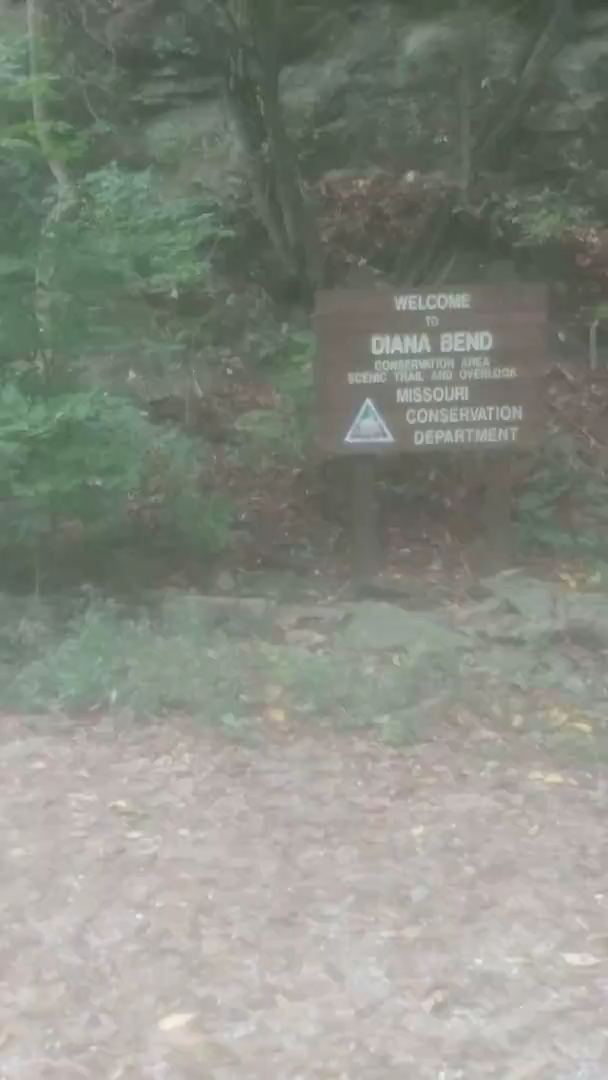 WELCOME
TO
DIANA BEND
CONSERVATION AREA
SCENIC TRAIL AND OVERLOOK
MISSOURI
CONSERVATION
DEPARTMENT